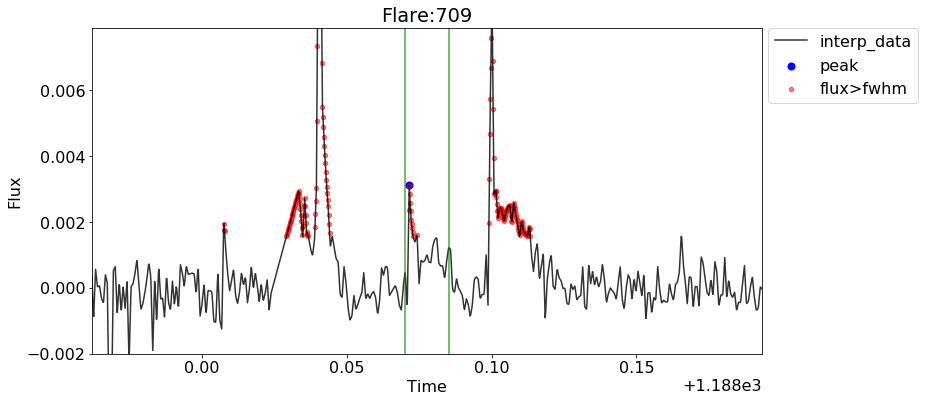 Flare:709
interp_data
peak
flux>fwhm
Flux
0.006
0.004
0.002
0.000
−0.002
0.00
0.05
0.10
0.15
Time
+1.188e3